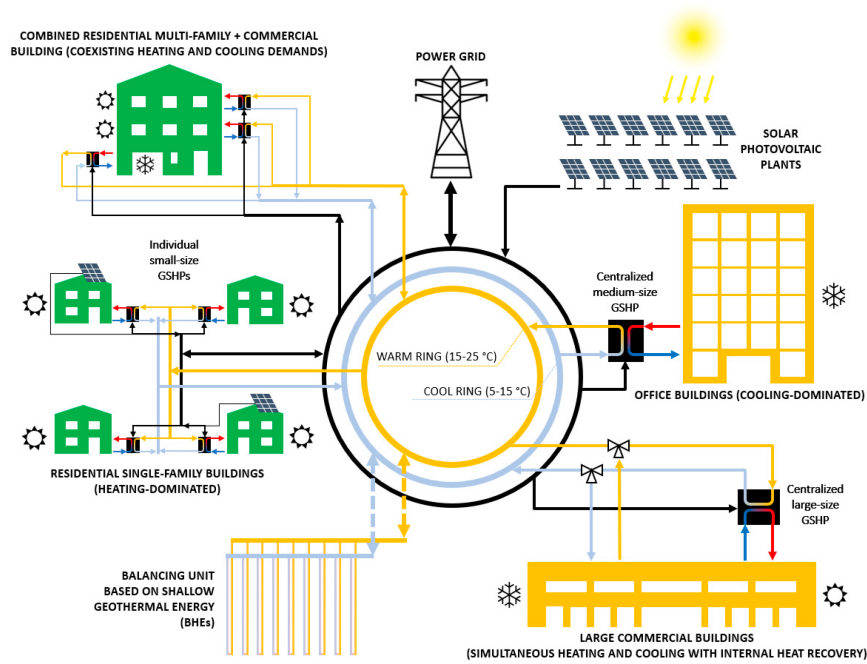 COMBINED RESIDENTIAL MULTI-FAMILY + COMMERCIAL
BUILDING (COEXISTING HEATING AND COOLING DEMANDS)
POWER GRID
SOLAR
PHOTOVOLTAIC
PLANTS
Individual
small-size
GSHPs
Centralized
medium-size
GSHP
WARM RING (15-25 °C)
COOL RING (5-15 °C)
OFFICE BUILDINGS (COOLING-DOMINATED)
RESIDENTIAL SINGLE-FAMILY BUILDINGS
(HEATING-DOMINATED)
Centralized
large-size
GSHP
BALANCING UNIT
BASED ON SHALLOW
GEOTHERMAL ENERGY
(BHEs)
LARGE COMMERCIAL BUILDINGS
(SIMULTANEOUS HEATING AND COOLING WITH INTERNAL HEAT RECOVERY)